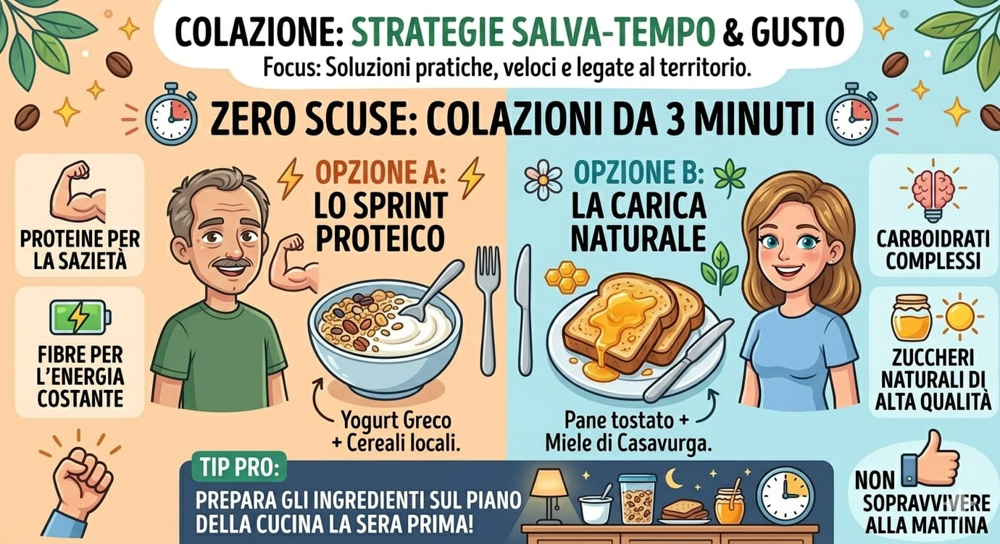 COLAZIONE: STRATEGIE SALVA-TEMPO & GUSTO
Focus: Soluzioni pratiche, veloci e legate al territorio.
ZERO SCUSE: COLAZIONI DA 3 MINUTI
PROTEINE PER
LA SAZIETÀ
FIBRE PER
L'ENERGIA
COSTANTE
OPZIONE A:
LO SPRINT
PROTEICO
Yogurt Greco
+ Cereali locali.
OPZIONE B:
LA CARICA
NATURALE
Pane tostato +
Miele di Casavurga.
CARBOIDRATI
COMPLESSI
ZUCCHERI
NATURALI DI
ALTA QUALITÀ
TIP PRO:
PREPARA GLI INGREDIENTI SUL PIANO
DELLA CUCINA LA SERA PRIMA!
NON
SOPRAVVIVERE
ALLA MATTINA